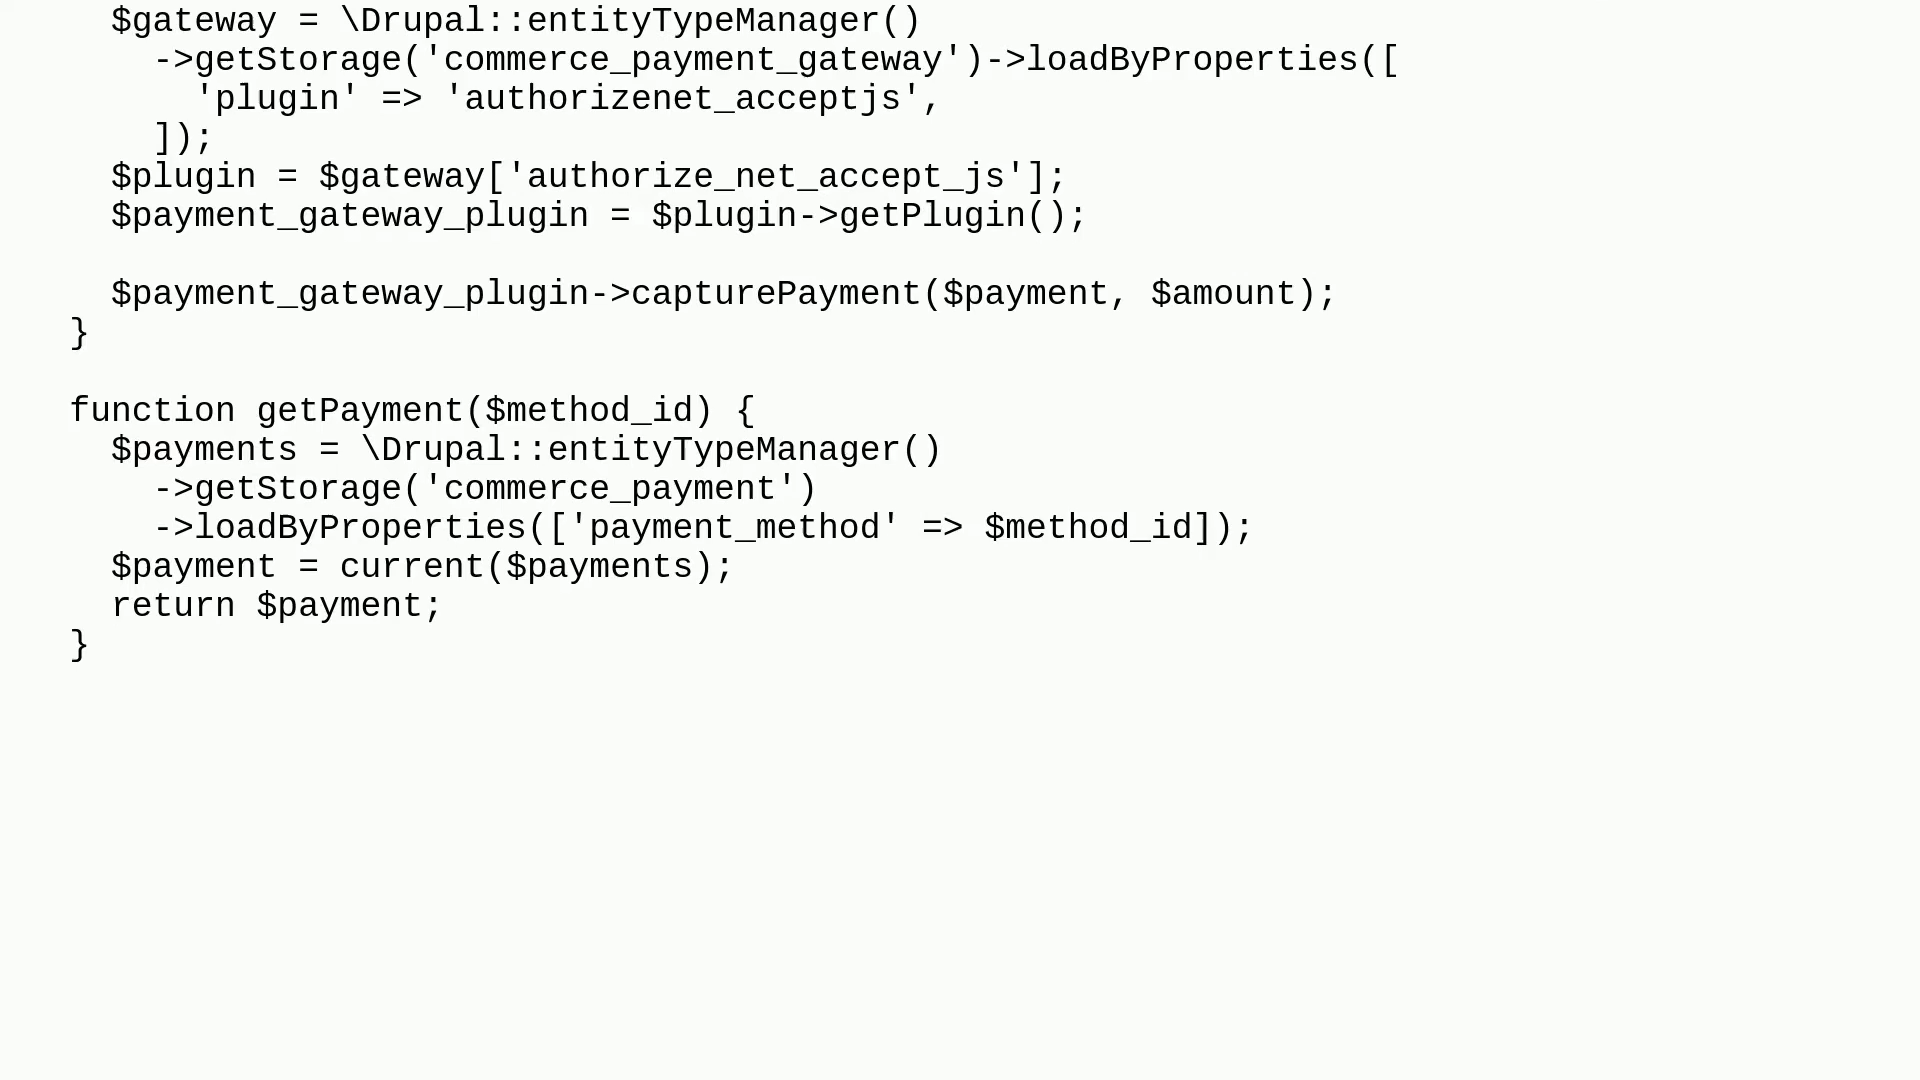 $gateway = \Drupal::entityTypeManager()
->getStorage('commerce_payment_gateway')->loadByProperties([
'plugin' => 'authorizenet_acceptjs',
]);
$plugin = $gateway['authorize_net_accept_js'];
$payment_gateway_plugin = $plugin->getPlugin();
$payment_gateway_plugin->capturePayment($payment, $amount);
}
function getPayment($method_id) {
$payments = \Drupal::entityTypeManager()
->getStorage('commerce_payment')
->loadByProperties(['payment_method' => $method_id]);
$payment = current($payments);
return $payment;
}